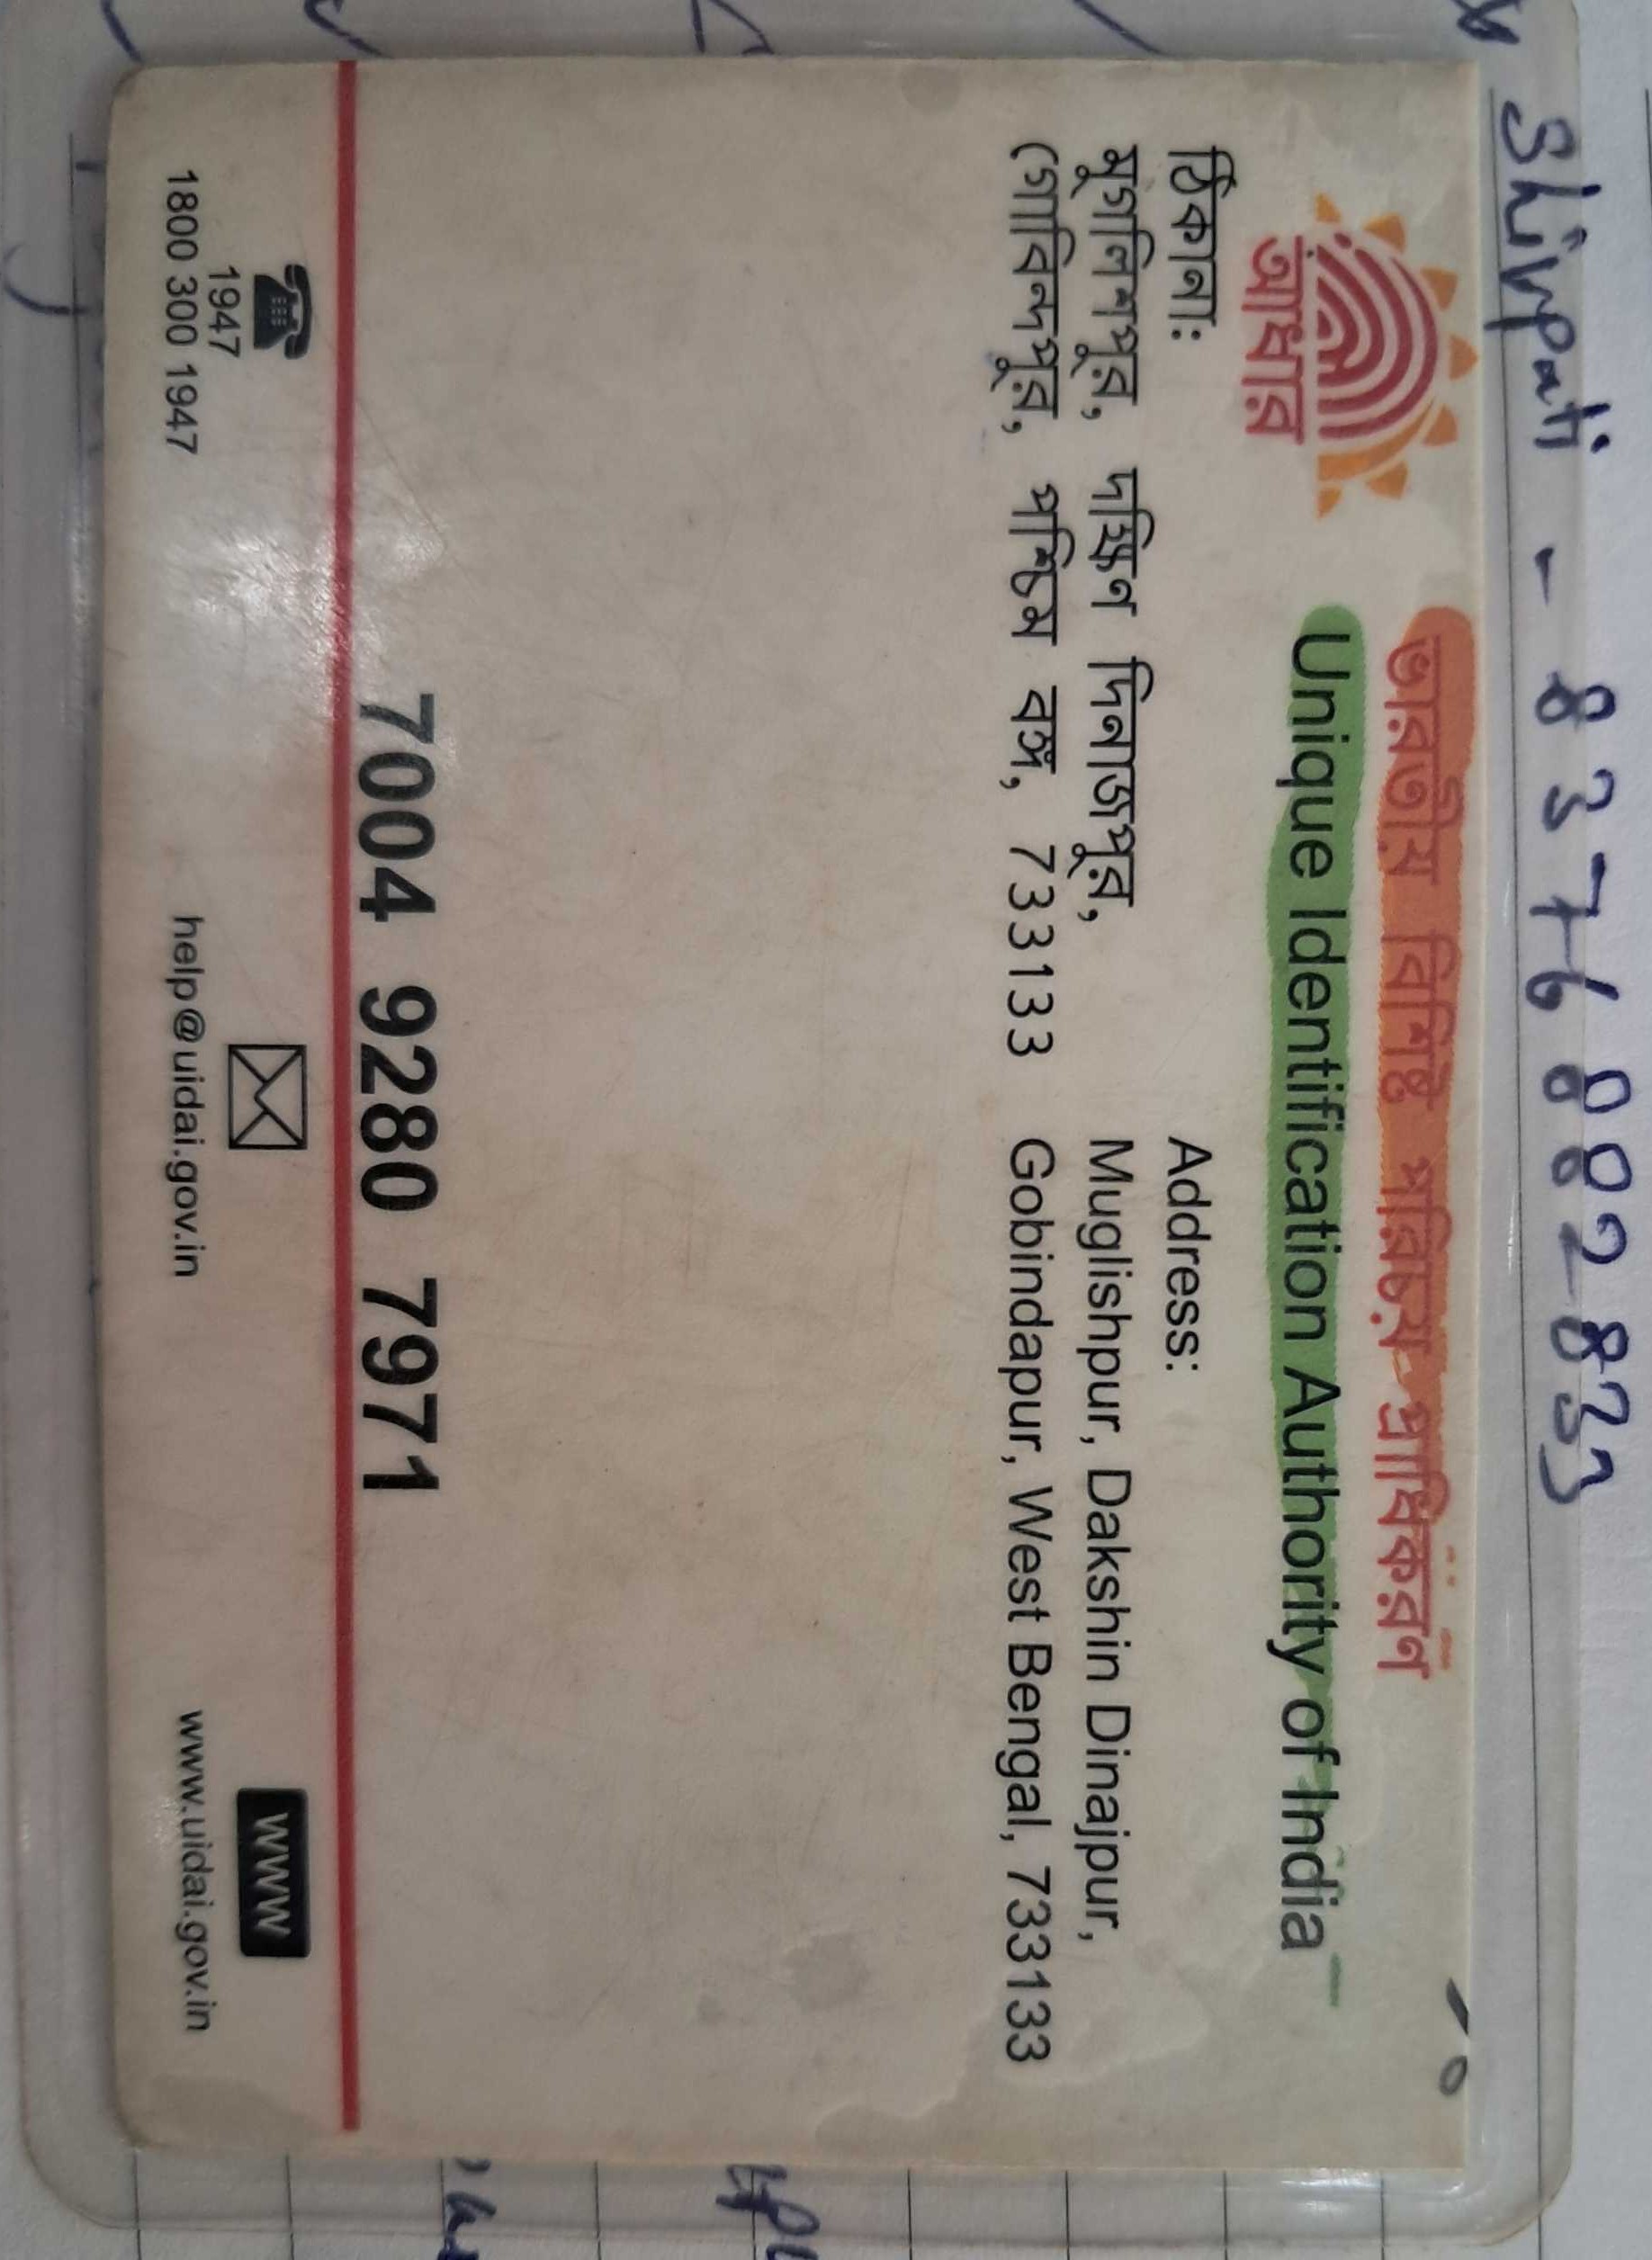 Shivpati - 8376882833
ভারতীয় বিশিষ্ট পরিচয় প্রাধিকরণ
Unique Identification Authority of India
আধার
ঠিকানা:
মুগলিশপুর, দক্ষিণ দিনাজপুর,
গোবিন্দপুর, পশ্চিম বঙ্গ, 733133
Address:
Muglishpur, Dakshin Dinajpur,
Gobindapur, West Bengal, 733133
7004 9280 7971
1947
1800 300 1947
help@uidai.gov.in
WWW
www.uidai.gov.in